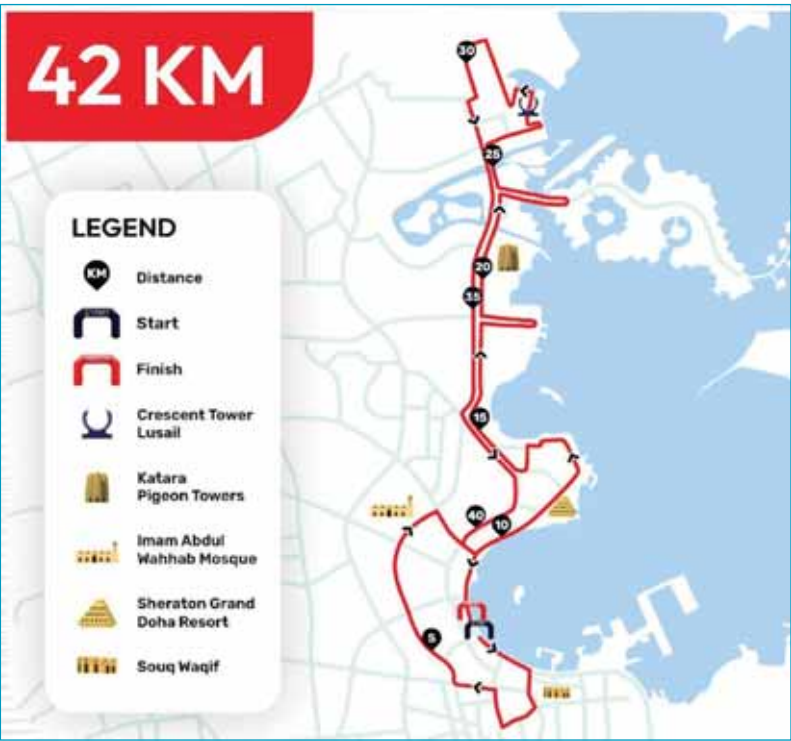 42 KM
LEGEND
KM
Distance
Start
Finish
Crescent Tower
Lusail
Katara
Pigeon Towers
Imam Abdul
Wahhab Mosque
Sheraton Grand
Doha Resort
Souq Waqif
30
25
20
35
15
40
10
5